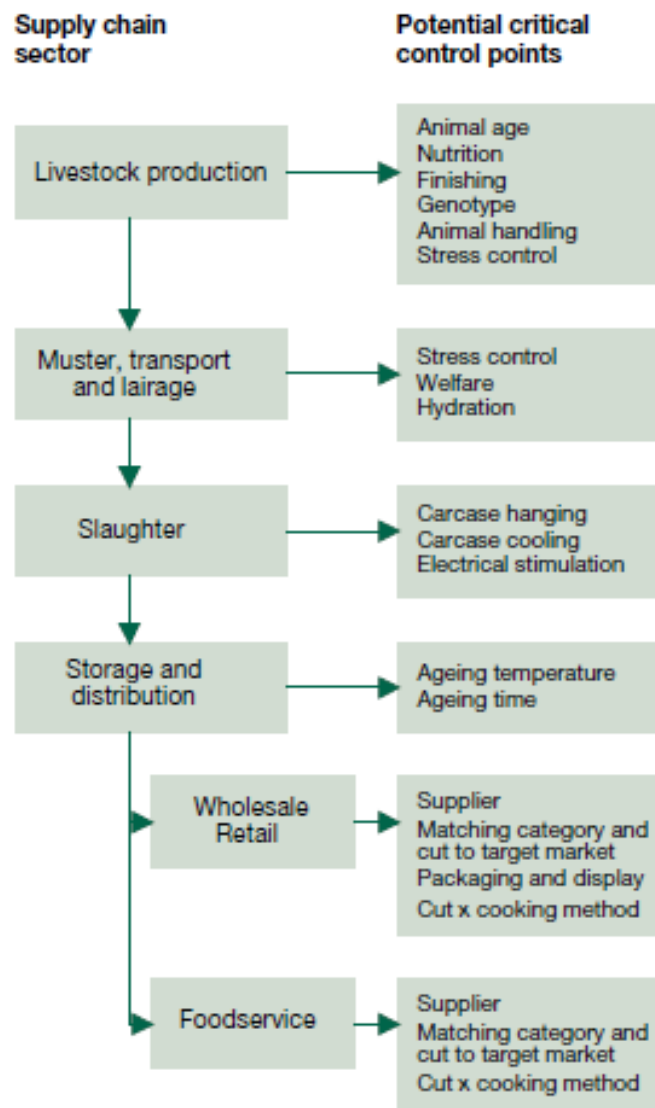 Supply chain
sector
Potential critical
control points
Livestock production
Animal age
Nutrition
Finishing
Genotype
Animal handling
Stress control
Muster, transport
and lairage
Stress control
Welfare
Hydration
Slaughter
Carcase hanging
Carcase cooling
Electrical stimulation
Storage and
distribution
Ageing temperature
Ageing time
Wholesale
Retail
Supplier
Matching category and
cut to target market
Packaging and display
Cut x cooking method
Foodservice
Supplier
Matching category and
cut to target market
Cut x cooking method